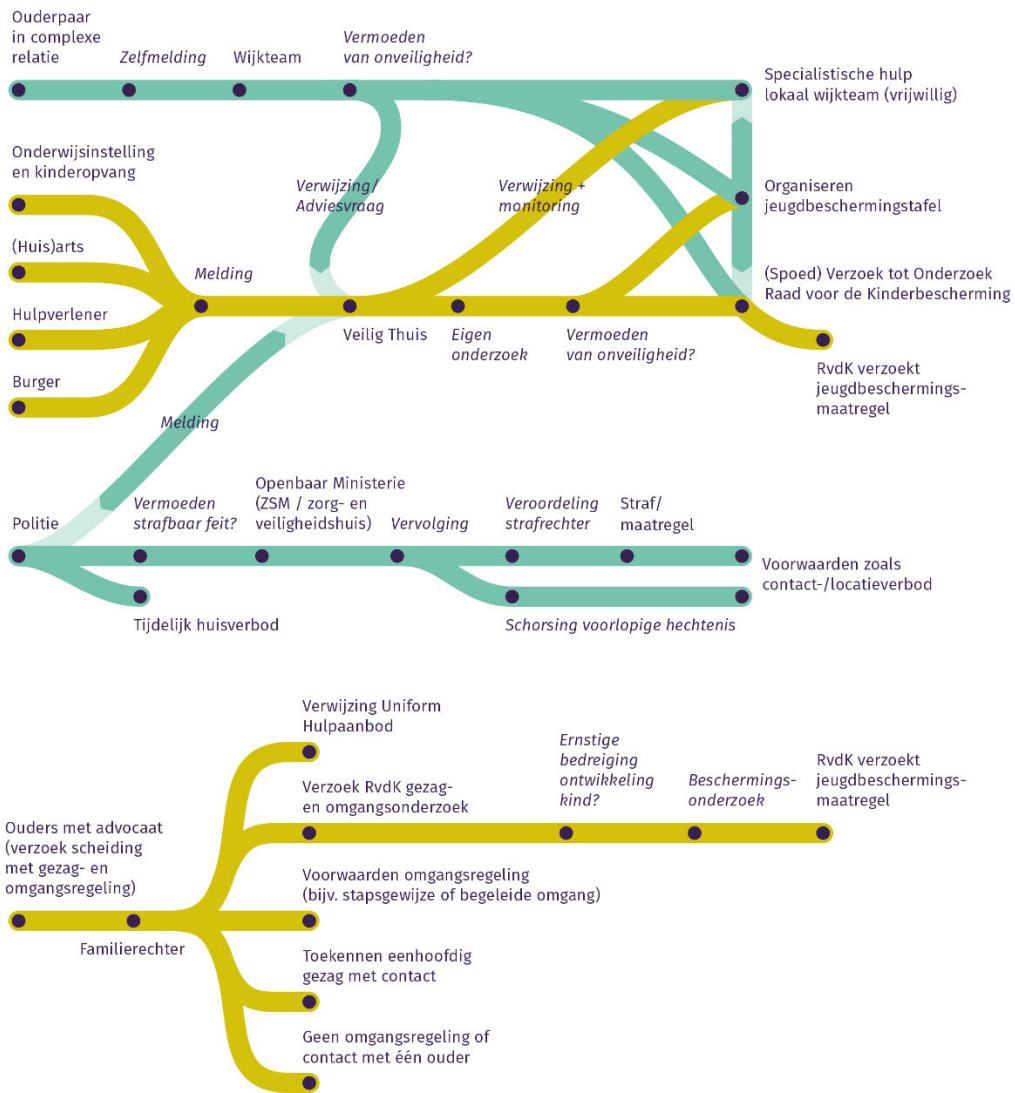 Ouderpaar
in complexe
relatie
Zelfmelding
Wijkteam
Vermoeden
van onveiligheid?
Specialistische hulp
lokaal wijkteam (vrijwillig)
Onderwijsinstelling
en kinderopvang
Verwijzing/
Adviesvraag
Verwijzing +
monitoring
Organiseren
jeugdbeschermingstafel
(Huis)arts
Melding
(Spoed) Verzoek tot Onderzoek
Raad voor de Kinderbescherming
Hulpverlener
Veilig Thuis
Eigen
onderzoek
Vermoeden
van onveiligheid?
Burger
RvdK verzoekt
jeugdbeschermings-
maatregel
Melding
Politie
Vermoeden
strafbaar feit?
Openbaar Ministerie
(ZSM / zorg- en
veiligheidshuis)
Vervolging
Veroordeling
strafrechter
Straf/
maatregel
Voorwaarden zoals
contact-/locatieverbod
Tijdelijk huisverbod
Schorsing voorlopige hechtenis
Verwijzing Uniform
Hulpaanbod
Verzoek RvdK gezag-
en omgangsonderzoek
Ernstige
bedreiging
ontwikkeling
kind?
Beschermings-
onderzoek
RvdK verzoekt
jeugdbeschermings-
maatregel
Ouders met advocaat
(verzoek scheiding
met gezag- en
omgangsregeling)
Voorwaarden omgangsregeling
(bijv. stapsgewijze of begeleide omgang)
Familierechter
Toekennen eenhoofdig
gezag met contact
Geen omgangsregeling of
contact met één ouder